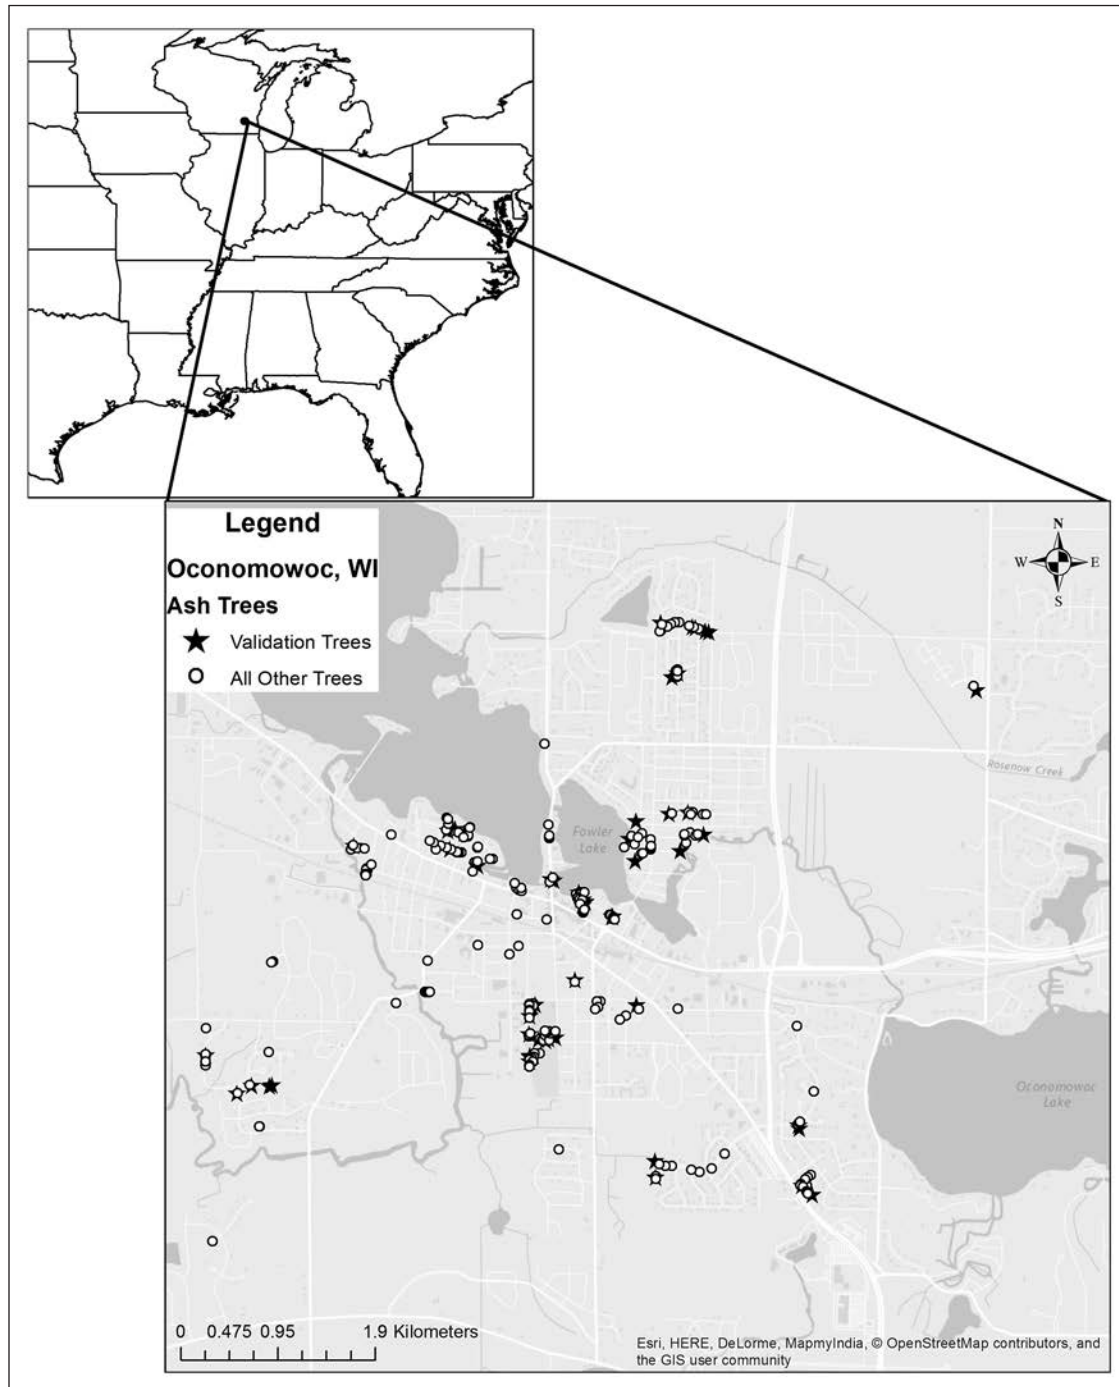 Legend
Oconomowoc, WI
Ash Trees
Validation Trees
All Other Trees
N
W E
S
Rosenow Creek
Fowler
Lake
Oconomowoc
Lake
0 0.475 0.95 1.9 Kilometers
Esri, HERE, DeLorme, MapmyIndia, © OpenStreetMap contributors, and
the GIS user community